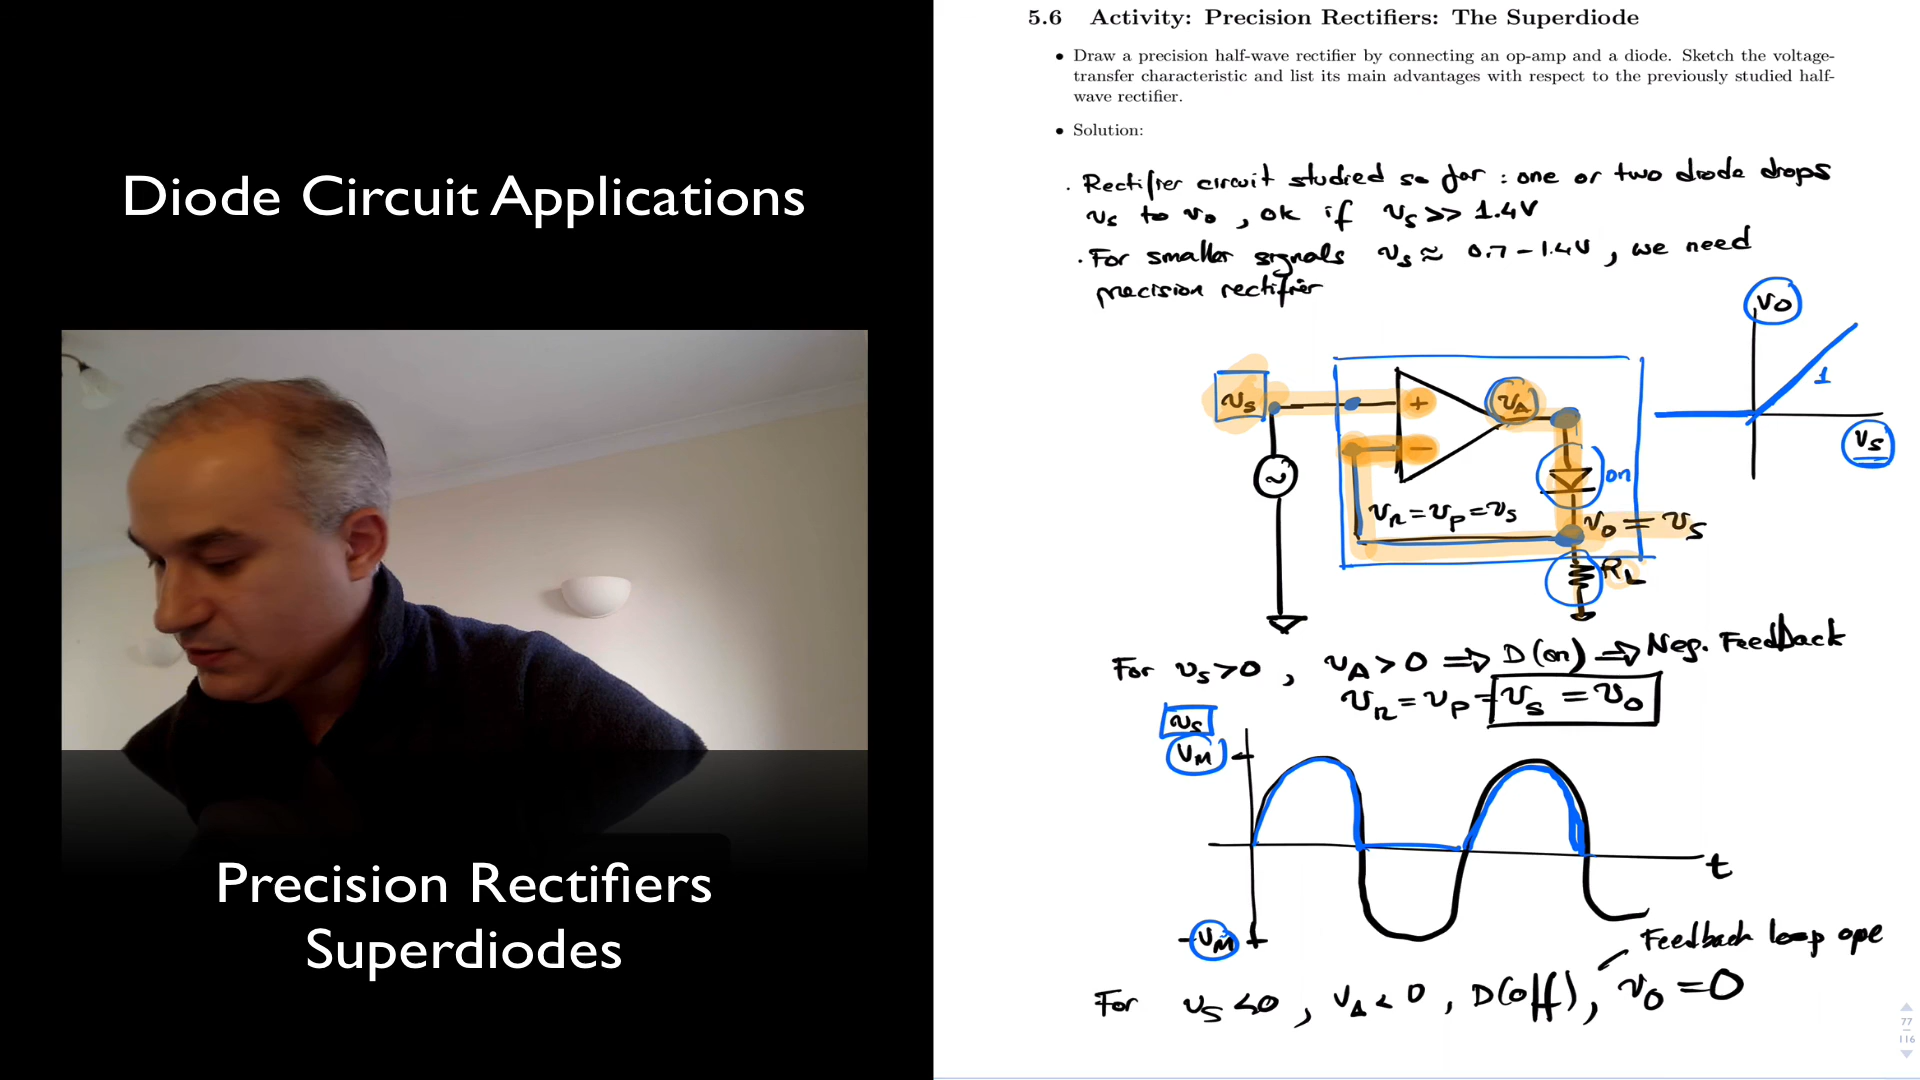 Diode Circuit Applications
Precision Rectifiers
Superdiodes
5.6 Activity: Precision Rectifiers: The Superdiode
• Draw a precision half-wave rectifier by connecting an op-amp and a diode. Sketch the voltage-
transfer characteristic and list its main advantages with respect to the previously studied half-
wave rectifier.
• Solution:
. Rectifier circuit studied so far : one or two diode drops
vs to vo , ok if vs >> 1.4V
. For smaller signals vs ≈ 0.7 - 1.4V , we need
precision rectifier
vo
1
vs
vs
+
vA
−
on
vn = vp = vs
vo = vs
RL
For vs > 0 , vA > 0 ⇒ D (on) ⇒ Neg. Feedback
vn = vp = vs = vo
vs
VM
t
-VM
Feedback loop ope
For vs < 0 , vA < 0 , D(off) , vo = 0
77
116